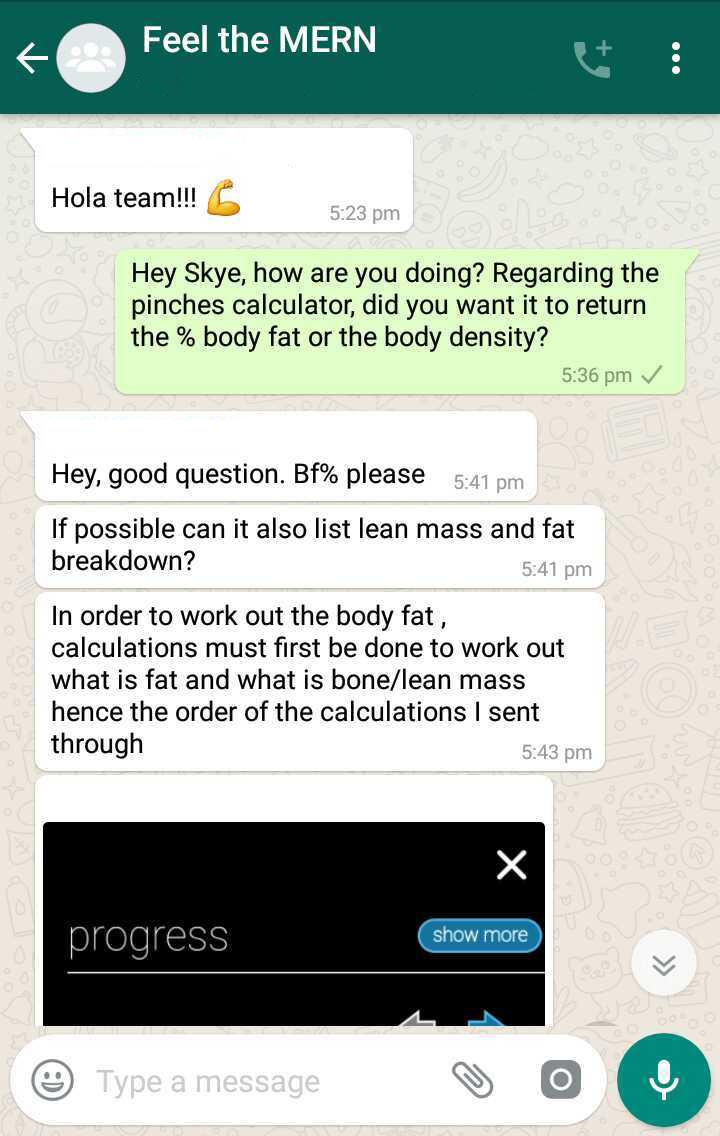 Feel the MERN
Hola team!!! 💪
5:23 pm
Hey Skye, how are you doing? Regarding the
pinches calculator, did you want it to return
the % body fat or the body density?
5:36 pm
Hey, good question. Bf% please
5:41 pm
If possible can it also list lean mass and fat
breakdown?
5:41 pm
In order to work out the body fat ,
calculations must first be done to work out
what is fat and what is bone/lean mass
hence the order of the calculations I sent
through
5:43 pm
progress
show more
Type a message